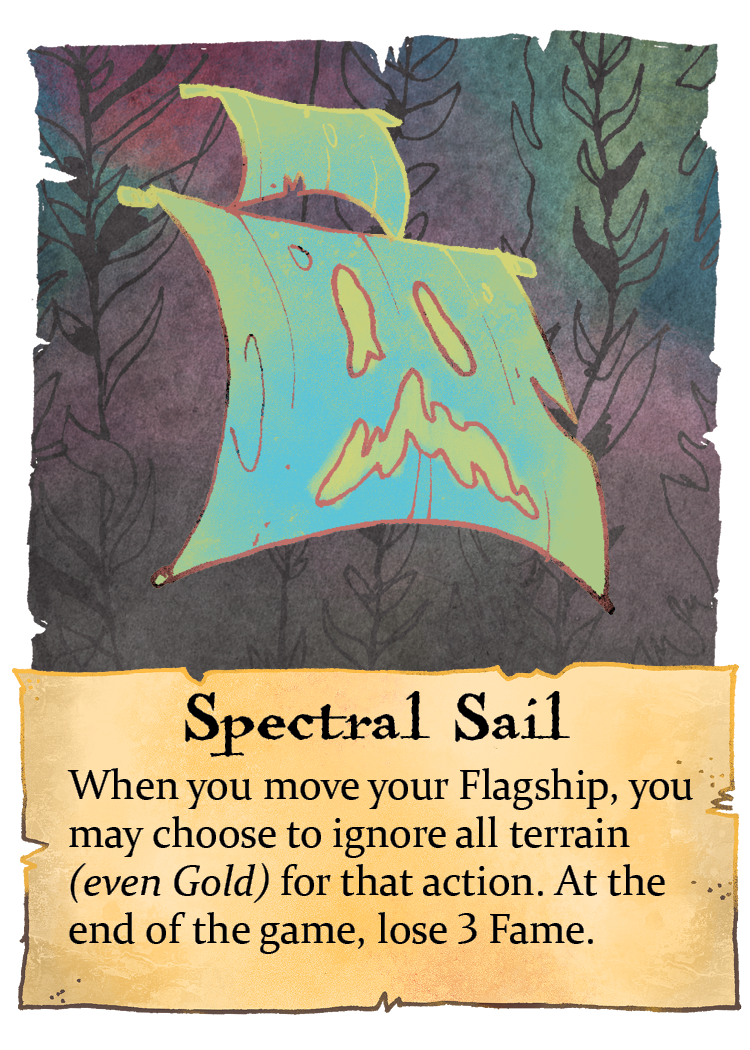 Spectral Sail
When you move your Flagship, you
may choose to ignore all terrain
(even Gold) for that action. At the
end of the game, lose 3 Fame.